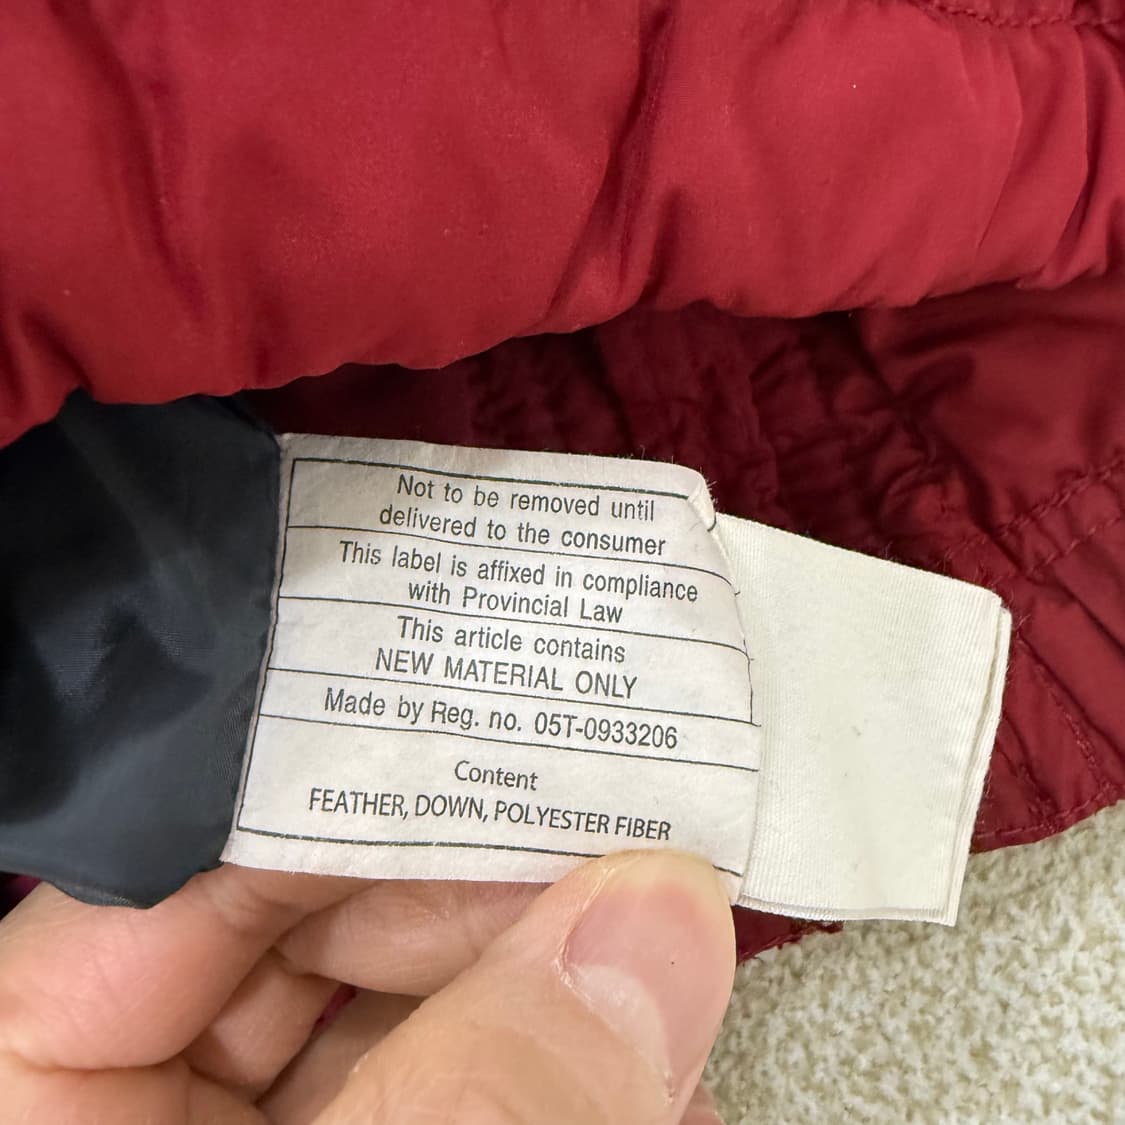 Not to be removed until
delivered to the consumer
This label is affixed in compliance
with Provincial Law
This article contains
NEW MATERIAL ONLY
Made by Reg. no. 05T-0933206
Content
FEATHER, DOWN, POLYESTER FIBER